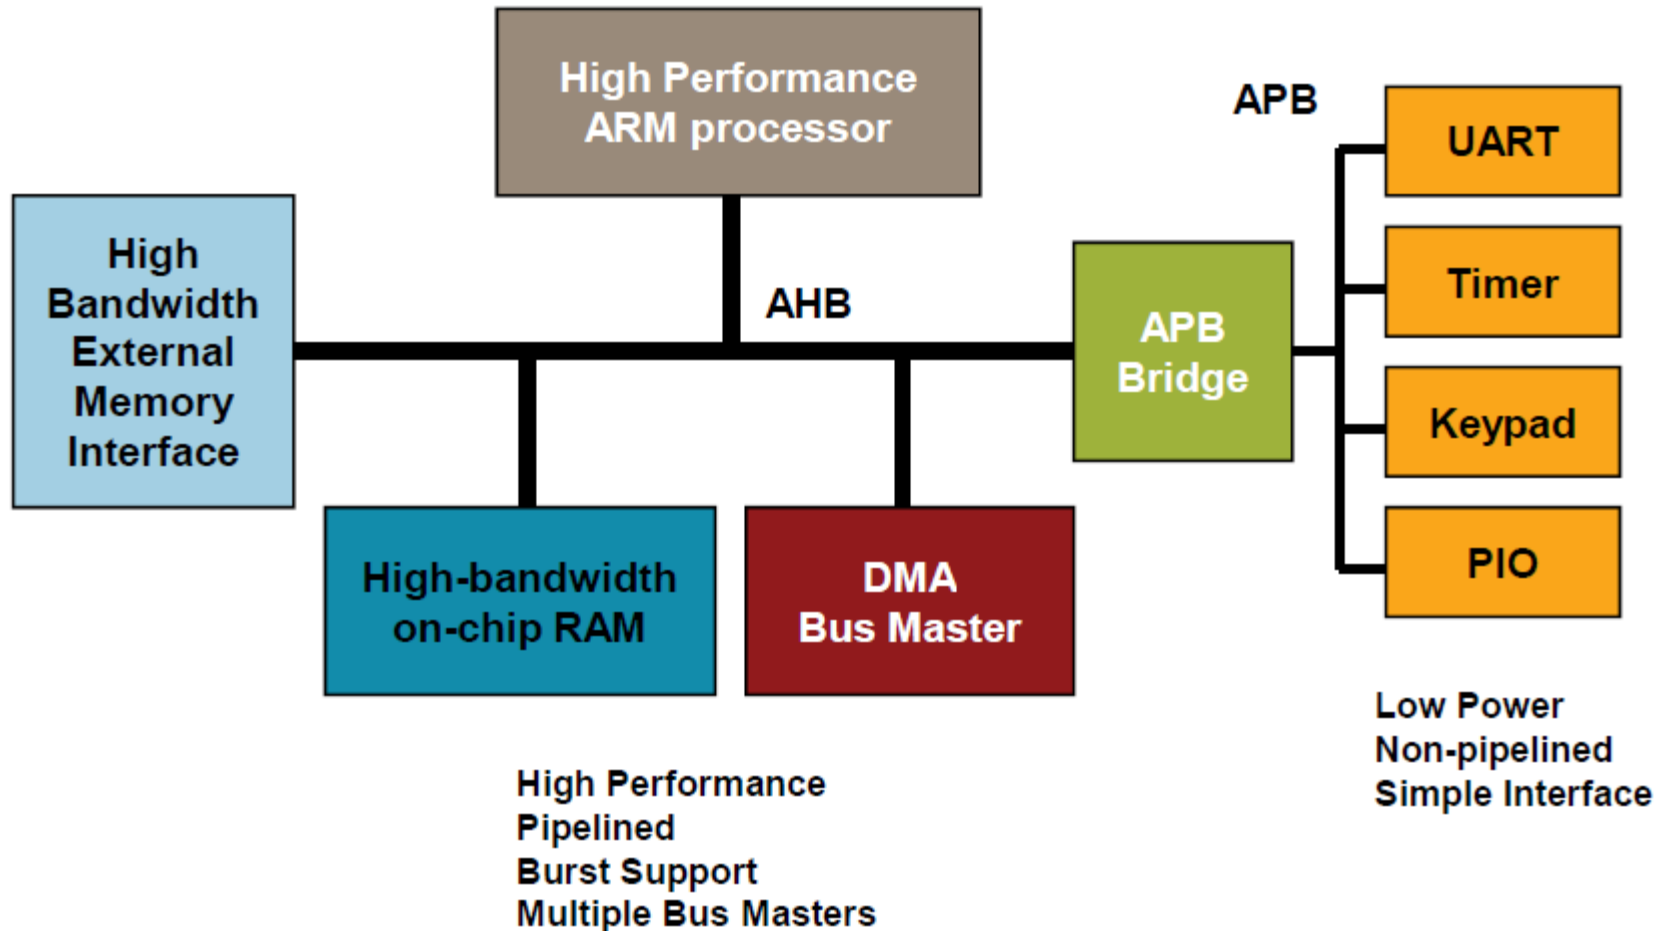 High Performance
ARM processor
APB
UART
High
Bandwidth
External
Memory
Interface
AHB
APB
Bridge
Timer
Keypad
High-bandwidth
on-chip RAM
DMA
Bus Master
PIO
High Performance
Pipelined
Burst Support
Multiple Bus Masters
Low Power
Non-pipelined
Simple Interface